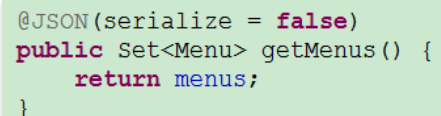 @JSON(serialize = false)
public Set<Menu> getMenus() {
    return menus;
}